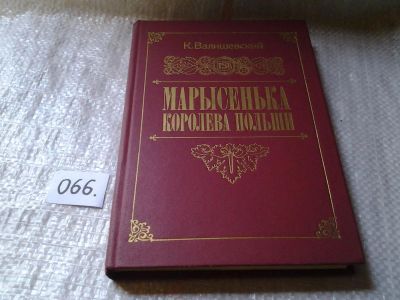 К. Валишевский
МАРЫСЕНЬКА
КОРОЛЕВА ПОЛЬШИ
066.